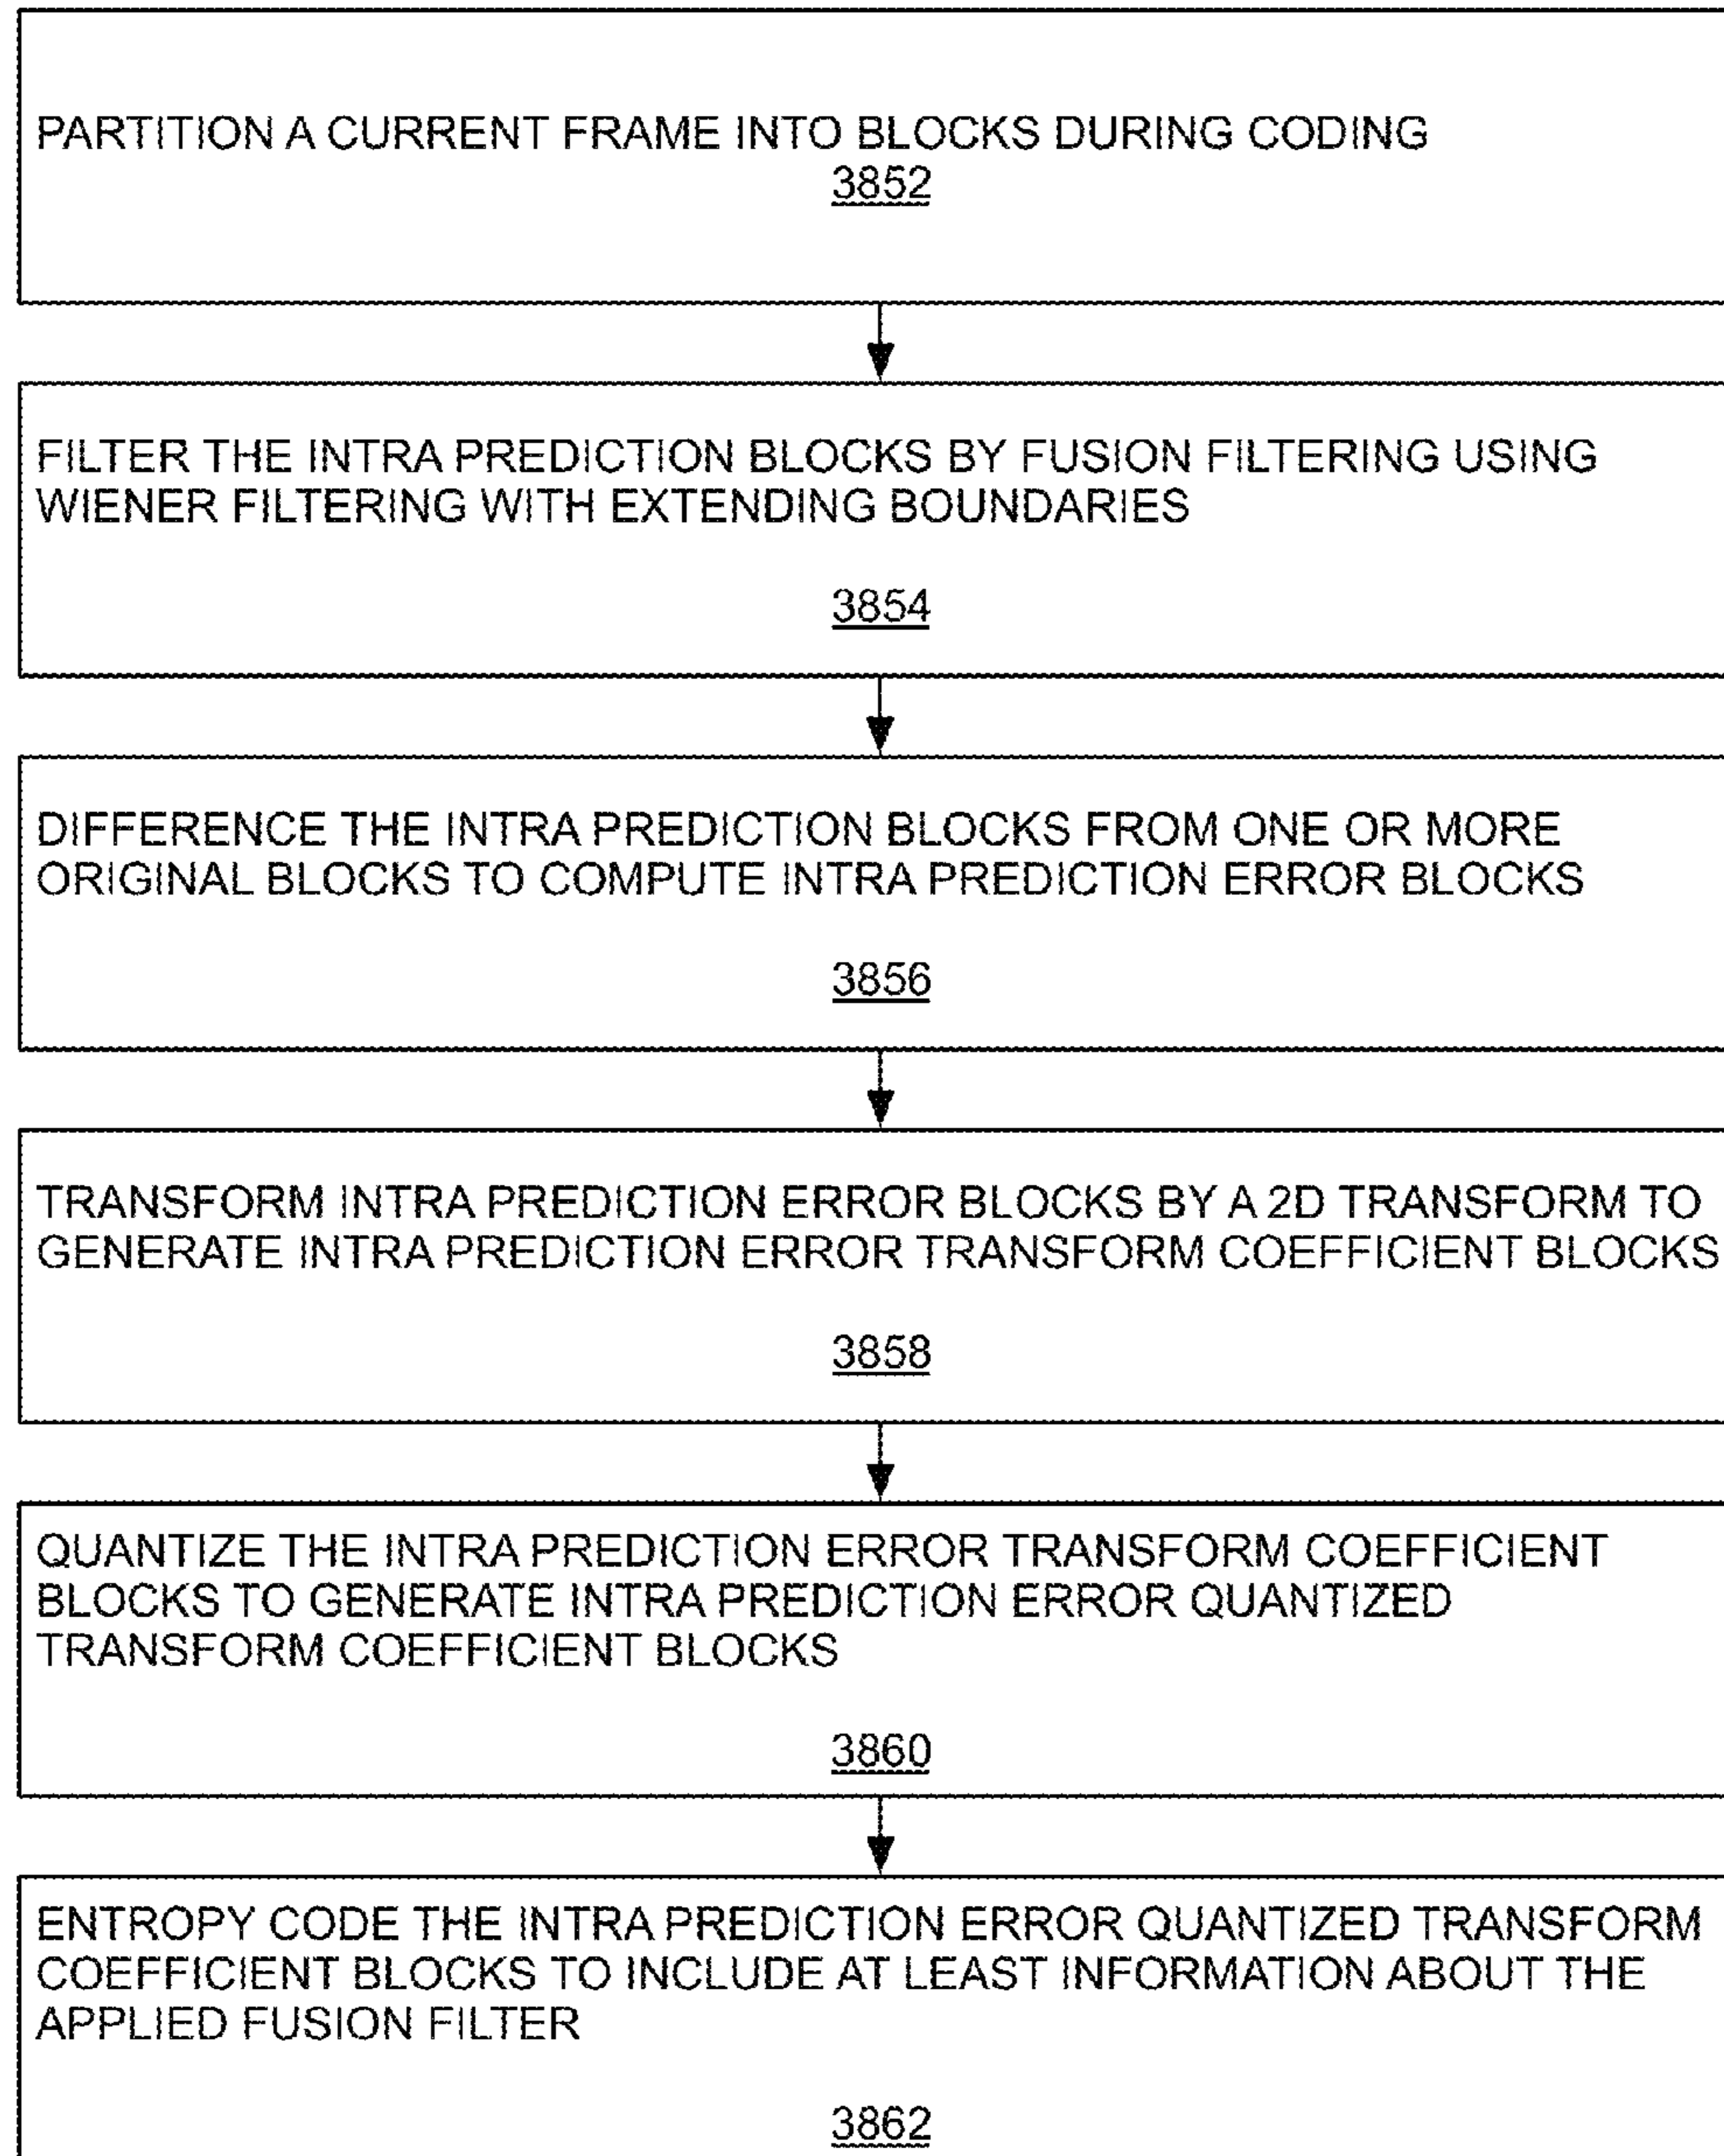 PARTITION A CURRENT FRAME INTO BLOCKS DURING CODING
3852
FILTER THE INTRA PREDICTION BLOCKS BY FUSION FILTERING USING
WIENER FILTERING WITH EXTENDING BOUNDARIES
3854
DIFFERENCE THE INTRA PREDICTION BLOCKS FROM ONE OR MORE
ORIGINAL BLOCKS TO COMPUTE INTRA PREDICTION ERROR BLOCKS
3856
TRANSFORM INTRA PREDICTION ERROR BLOCKS BY A 2D TRANSFORM TO
GENERATE INTRA PREDICTION ERROR TRANSFORM COEFFICIENT BLOCKS
3858
QUANTIZE THE INTRA PREDICTION ERROR TRANSFORM COEFFICIENT
BLOCKS TO GENERATE INTRA PREDICTION ERROR QUANTIZED
TRANSFORM COEFFICIENT BLOCKS
3860
ENTROPY CODE THE INTRA PREDICTION ERROR QUANTIZED TRANSFORM
COEFFICIENT BLOCKS TO INCLUDE AT LEAST INFORMATION ABOUT THE
APPLIED FUSION FILTER
3862